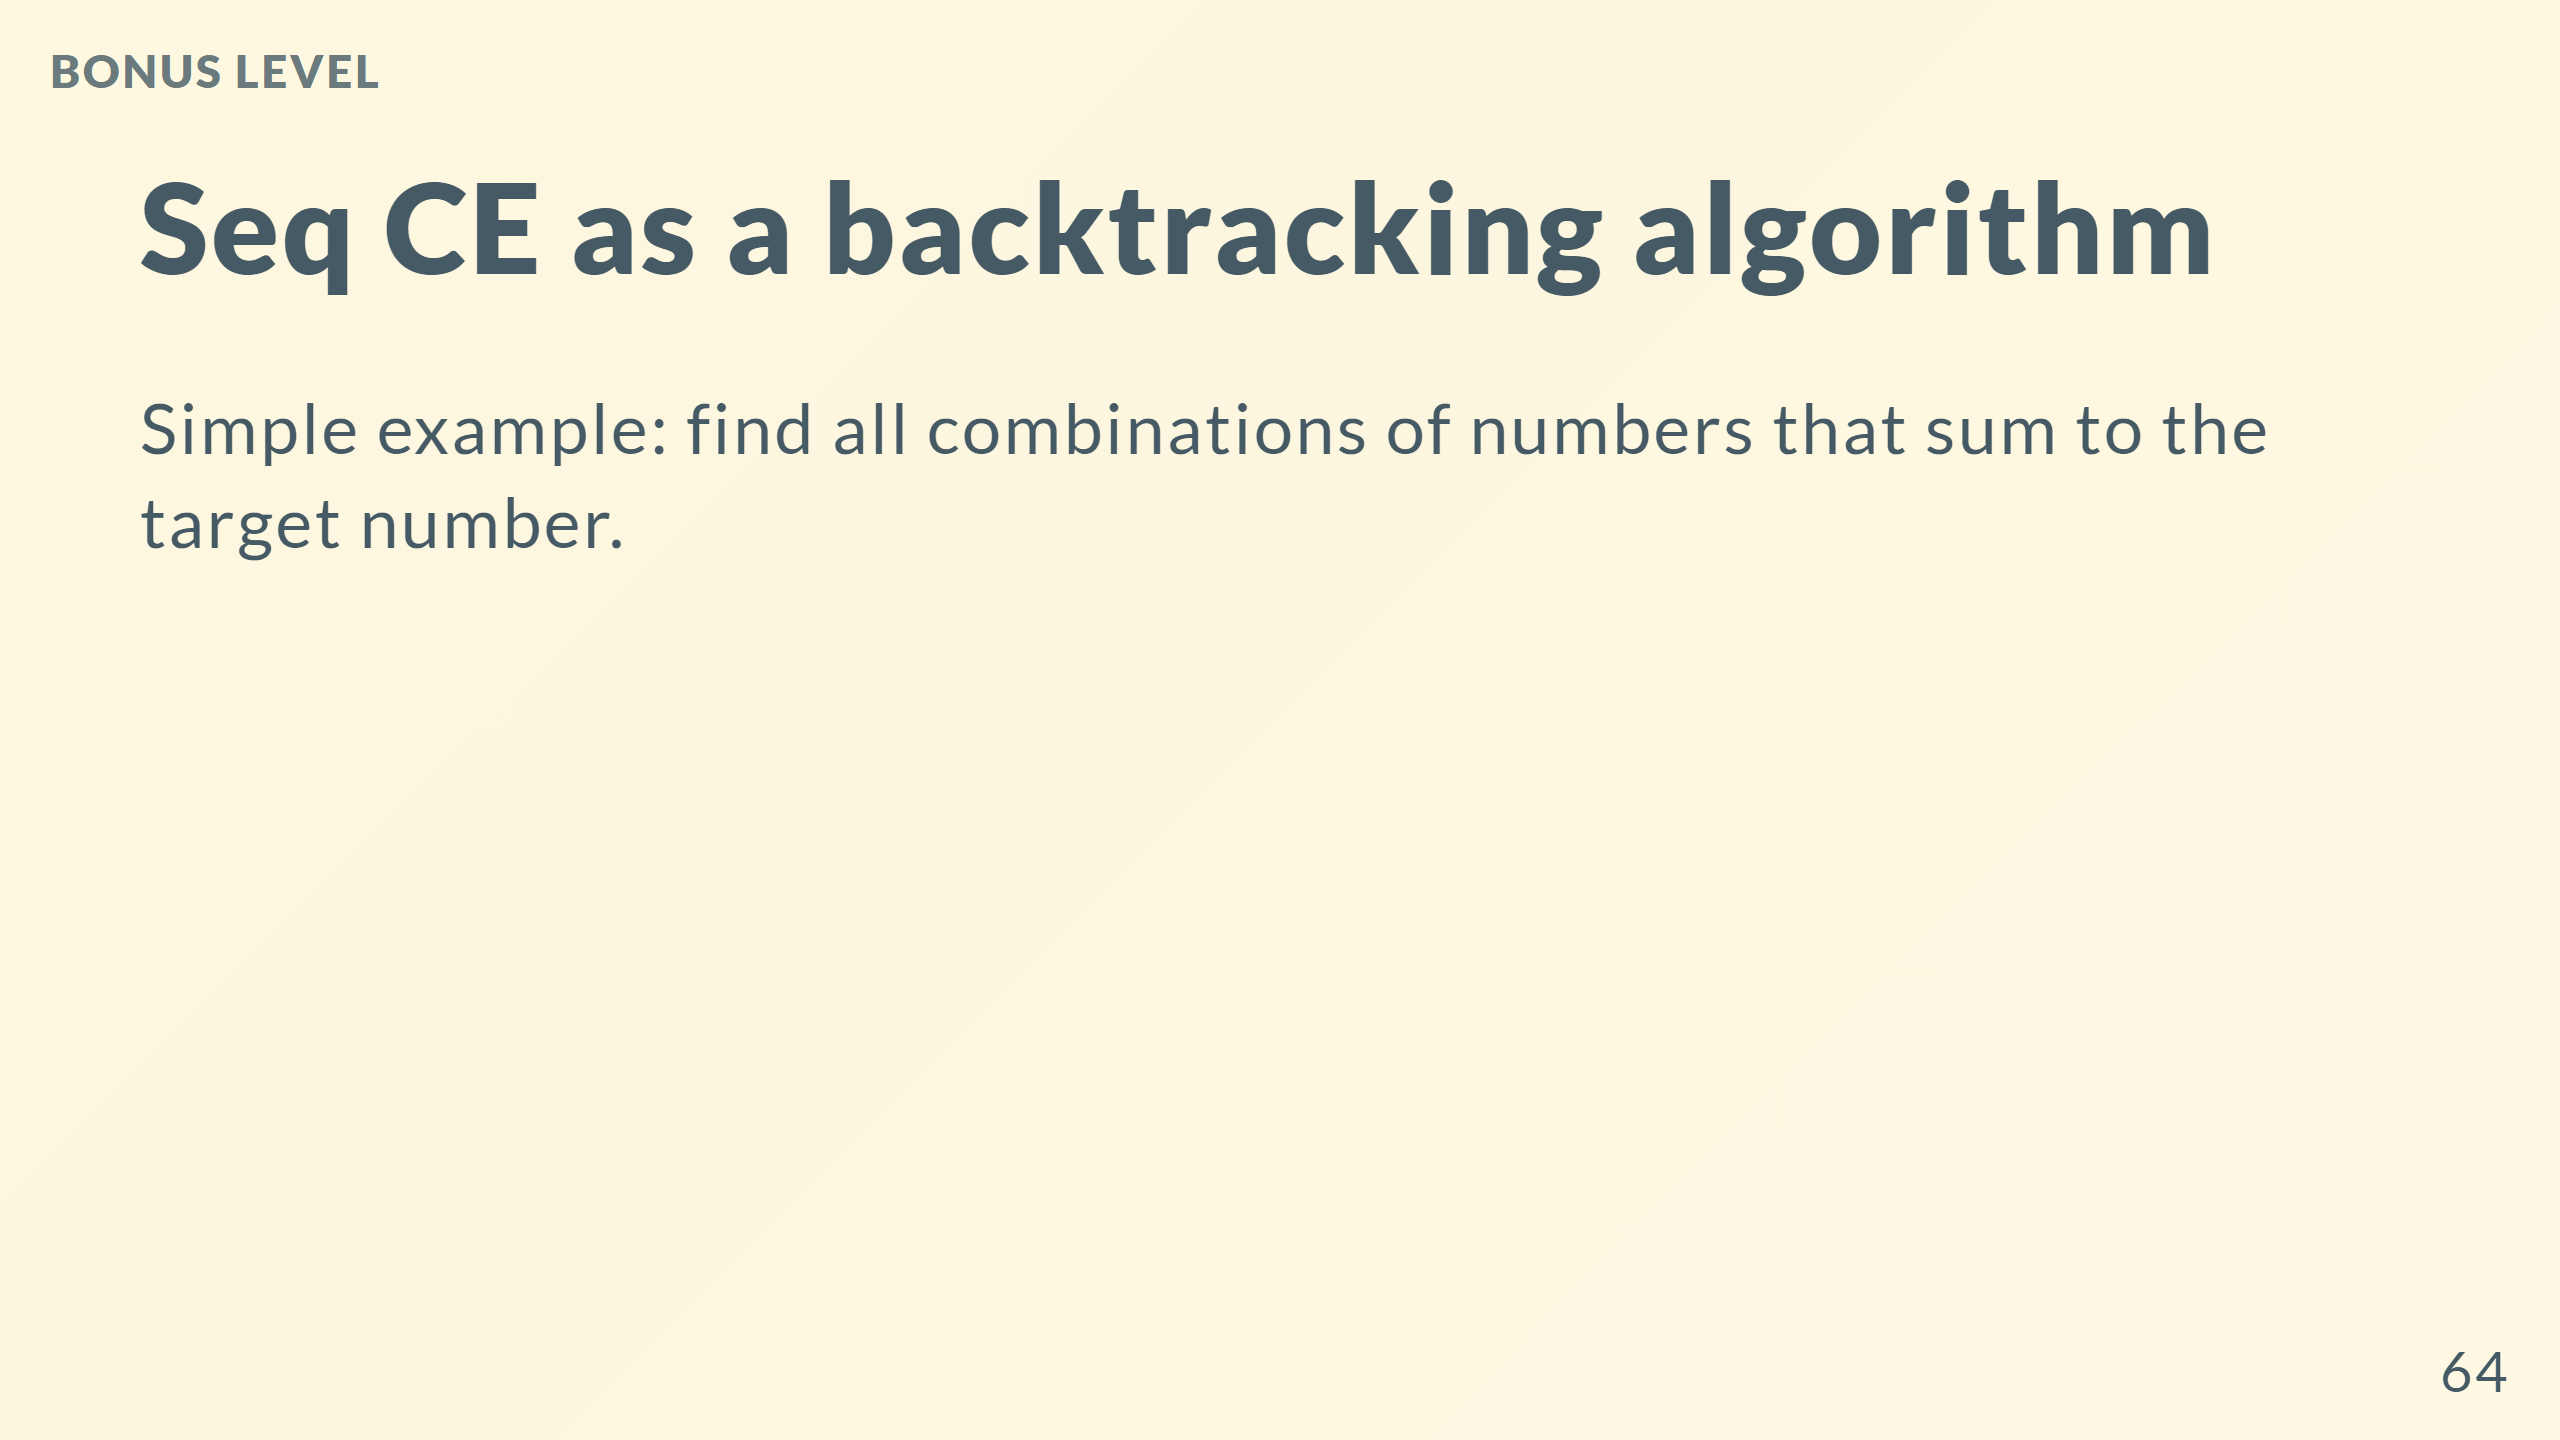 BONUS LEVEL
Seq CE as a backtracking algorithm
Simple example: find all combinations of numbers that sum to the
target number.
64